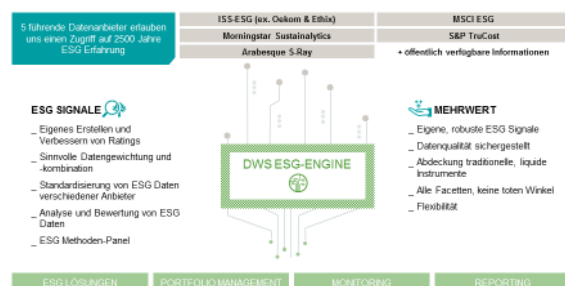 5 führende Datenanbieter erlauben
uns einen Zugriff auf 2500 Jahre
ESG Erfahrung
ISS-ESG (ex. Oekom & Ethix)
MSCI ESG
Morningstar Sustainalytics
S&P TruCost
Arabesque S-Ray
+ öffentlich verfügbare Informationen
ESG SIGNALE
_ Eigenes Erstellen und
Verbessern von Ratings
_ Sinnvolle Datengewichtung und
-kombination
_ Standardisierung von ESG Daten
verschiedener Anbieter
_ Analyse und Bewertung von ESG
Daten
_ ESG Methoden-Panel
DWS ESG-ENGINE
MEHRWERT
_ Eigene, robuste ESG Signale
_ Datenqualität sichergestellt
_ Abdeckung traditionelle, liquide
Instrumente
_ Alle Facetten, keine toten Winkel
_ Flexibilität
ESG LÖSUNGEN
PORTFOLIO MANAGEMENT
MONITORING
REPORTING